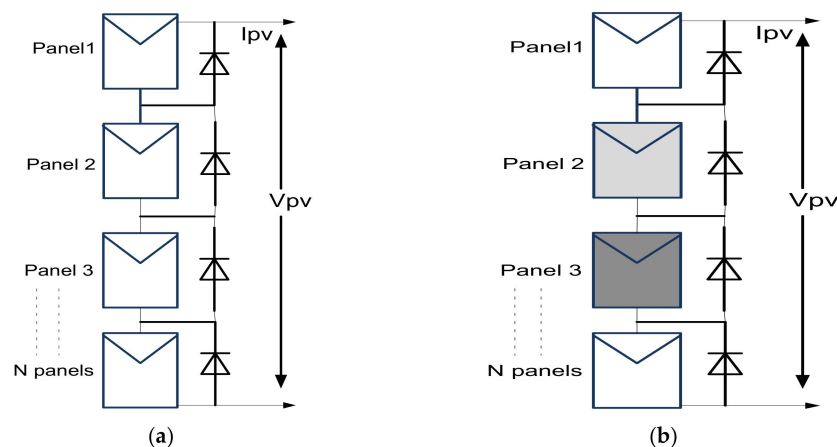 Panel1
Ipv
Panel 2
Vpv
Panel 3
N panels
(a)
Panel1
Ipv
Panel 2
Vpv
Panel 3
N panels
(b)